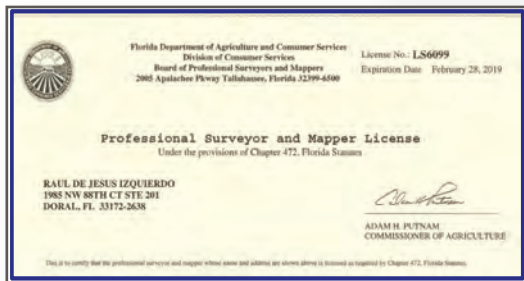 Florida Department of Agriculture and Consumer Services
Division of Consumer Services
Board of Professional Surveyors and Mappers
2005 Apalachee Pkway Tallahassee, Florida 32399-6500
License No.: LS6099
Expiration Date February 28, 2019
Professional Surveyor and Mapper License
Under the provisions of Chapter 472, Florida Statutes
RAUL DE JESUS IZQUIERDO
1985 NW 88TH CT STE 201
DORAL, FL 33172-2638
ADAM H. PUTNAM
COMMISSIONER OF AGRICULTURE
This is to certify that the professional surveyor and mapper whose name and address are shown above is licensed as required by Chapter 472, Florida Statutes.